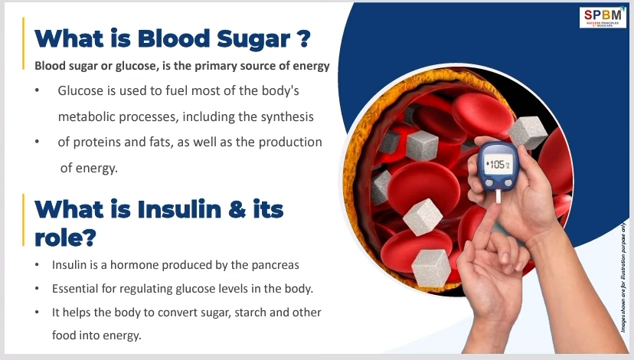 SPBM
What is Blood Sugar ?
Blood sugar or glucose, is the primary source of energy
• Glucose is used to fuel most of the body's
metabolic processes, including the synthesis
• of proteins and fats, as well as the production
of energy.
105
What is Insulin & its
role?
• Insulin is a hormone produced by the pancreas
• Essential for regulating glucose levels in the body.
• It helps the body to convert sugar, starch and other
food into energy.
Images shown are for illustration purpose only